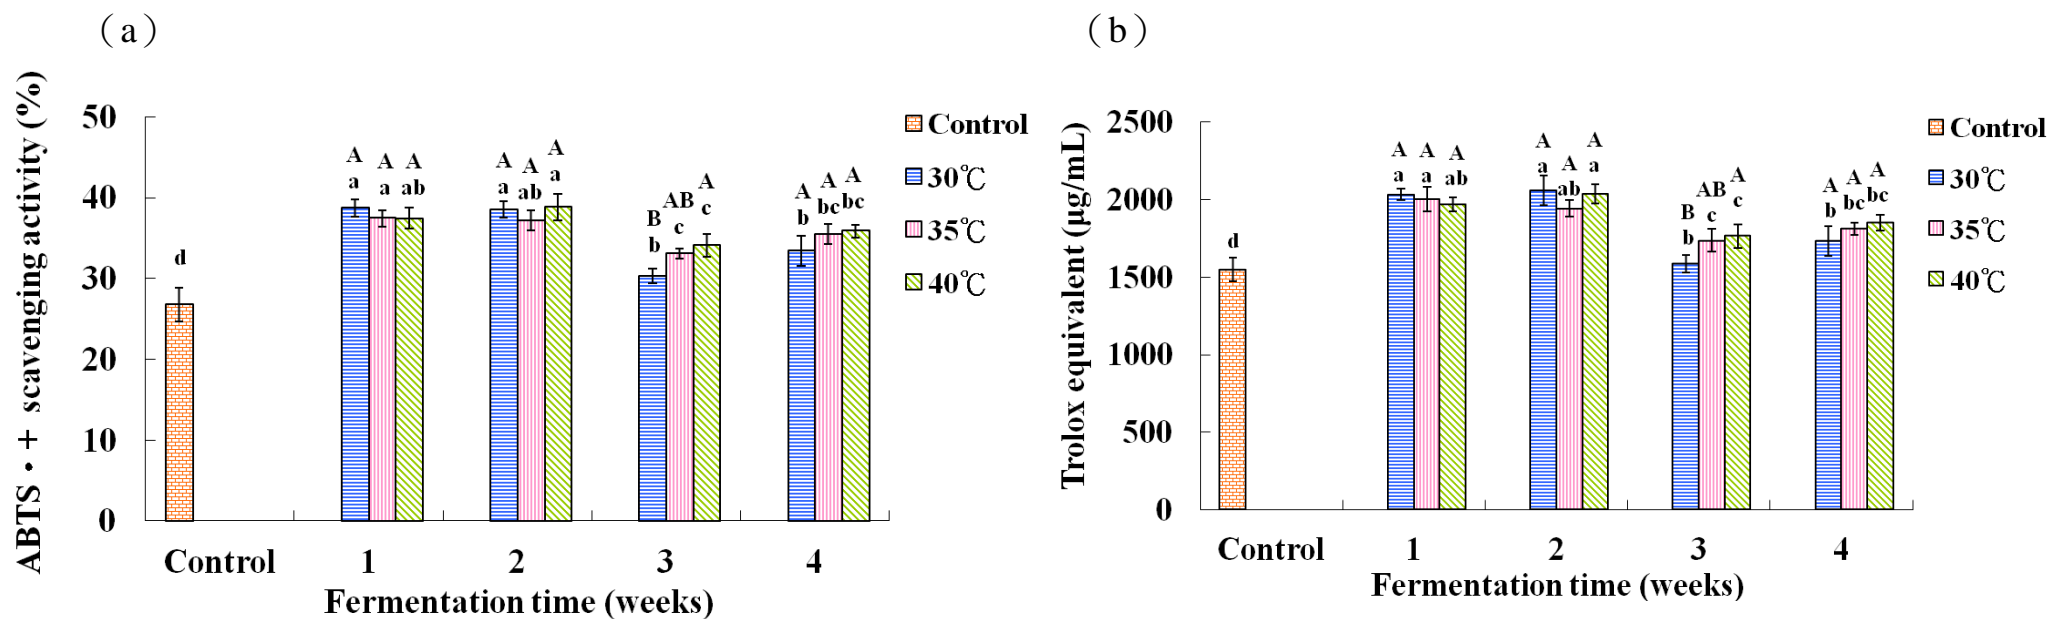 （a）
ABTS・+ scavenging activity (%)
50
40
30
20
10
0
d
A
a
A
a
A
ab
A
a
A
ab
A
a
B
b
AB
c
A
c
A
b
A
bc
A
bc
Control
30℃
35℃
40℃
Control 1 2 3 4
Fermentation time (weeks)
（b）
Trolox equivalent (µg/mL)
2500
2000
1500
1000
500
0
d
A
a
A
a
A
ab
A
a
A
ab
A
a
B
b
AB
c
A
c
A
b
A
bc
A
bc
Control
30℃
35℃
40℃
Control 1 2 3 4
Fermentation time (weeks)